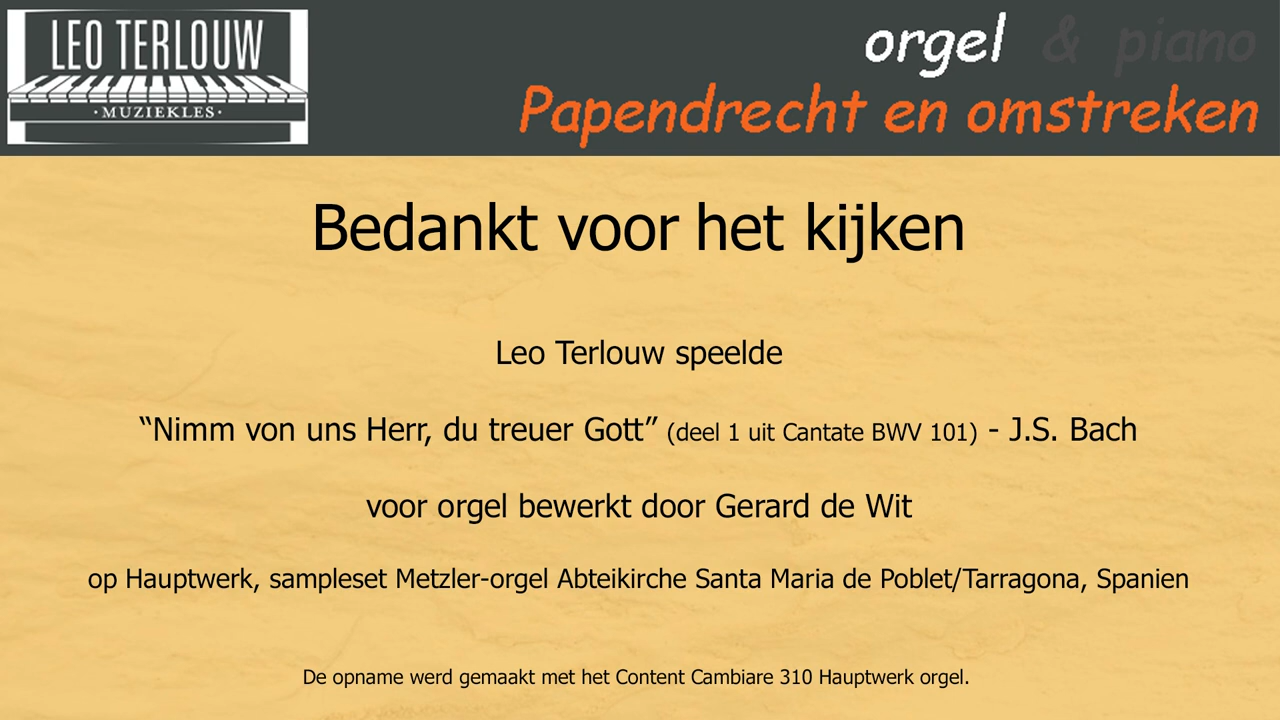 LEO TERLOUW
· MUZIEKLES ·
orgel & piano
Papendrecht en omstreken
Bedankt voor het kijken
Leo Terlouw speelde
“Nimm von uns Herr, du treuer Gott” (deel 1 uit Cantate BWV 101) - J.S. Bach
voor orgel bewerkt door Gerard de Wit
op Hauptwerk, sampleset Metzler-orgel Abteikirche Santa Maria de Poblet/Tarragona, Spanien
De opname werd gemaakt met het Content Cambiare 310 Hauptwerk orgel.